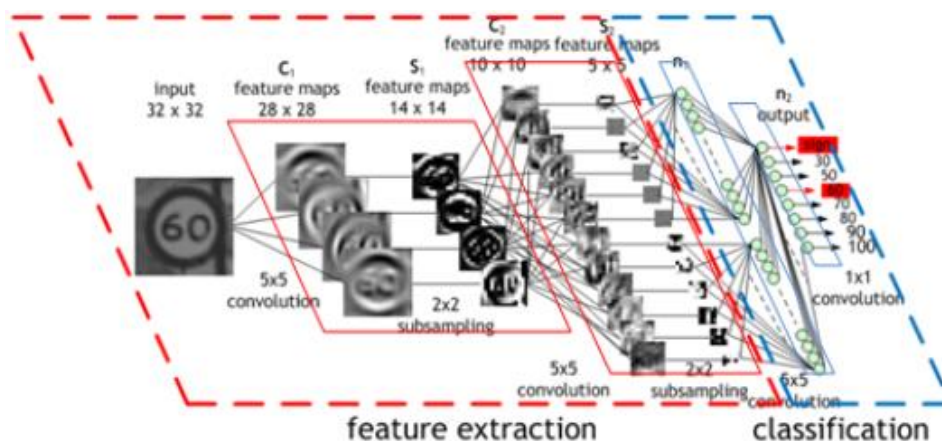 C₁
feature maps
28 x 28
S₁
feature maps
14 x 14
C₂
feature maps
10 x 10
S₂
feature maps
5 x 5
n₁
n₂
output
input
32 x 32
60
sign
30
50
60
70
80
90
100
5x5
convolution
2x2
subsampling
5x5
convolution
2x2
subsampling
convolution
1x1
convolution
feature extraction
classification